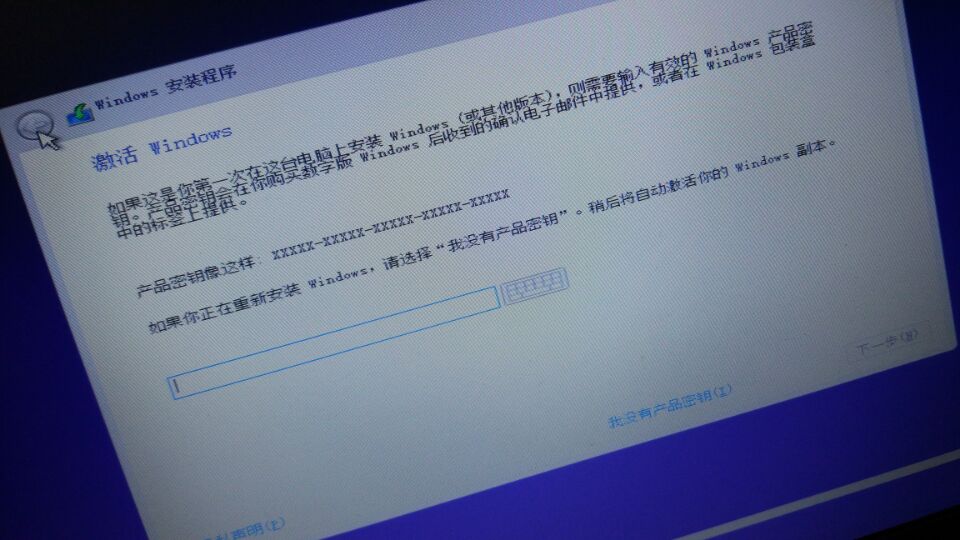 Windows 安装程序
激活 Windows
如果这是你第一次在这台电脑上安装 Windows (或其他版本)，则需要输入有效的 Windows 产品密
钥。产品密钥会在你购买数字版 Windows 后收到的确认电子邮件中提供，或者在 Windows 包装盒
中的标签上提供。
产品密钥像这样: XXXXX-XXXXX-XXXXX-XXXXX-XXXXX
如果你正在重新安装 Windows，请选择“我没有产品密钥”。稍后将自动激活你的 Windows 副本。
下一步(N)
我没有产品密钥(I)
声明(P)